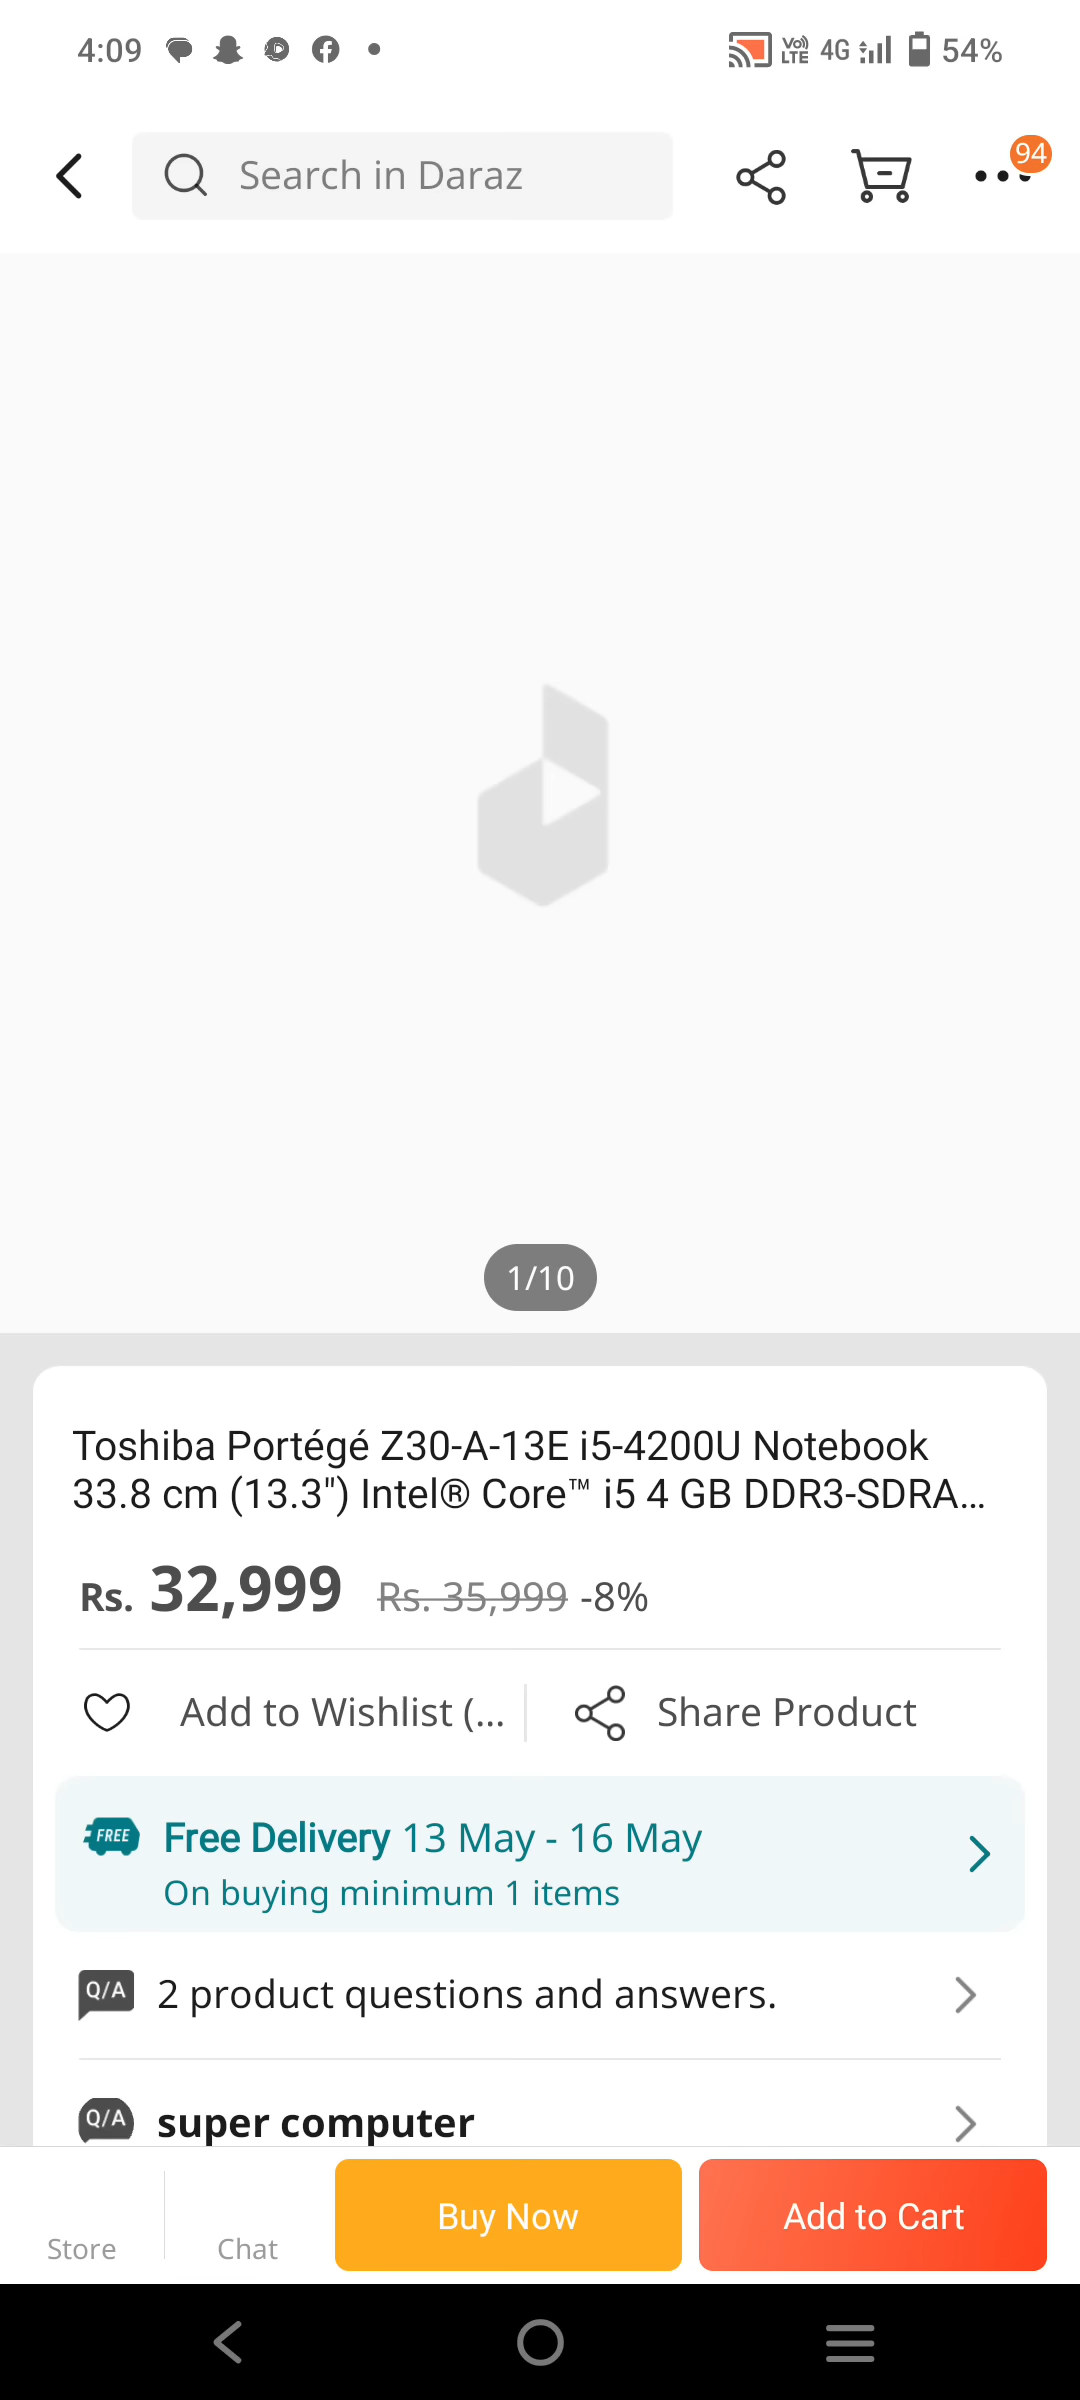 4:09
Vo)) LTE 4G 54%
Search in Daraz
94
1/10
Toshiba Portégé Z30-A-13E i5-4200U Notebook
33.8 cm (13.3") Intel® Core™ i5 4 GB DDR3-SDRA...
Rs. 32,999 Rs. 35,999 -8%
Add to Wishlist (...
Share Product
FREE Free Delivery 13 May - 16 May
On buying minimum 1 items
Q/A 2 product questions and answers.
Q/A super computer
Store
Chat
Buy Now
Add to Cart